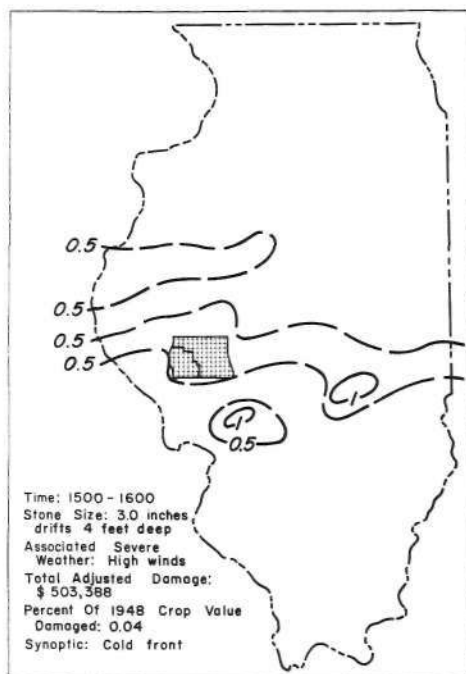 0.5
0.5
0.5
0.5
1
1
0.5
Time: 1500-1600
Stone Size: 3.0 inches
drifts 4 feet deep
Associated Severe
Weather: High winds
Total Adjusted Damage:
$ 503,388
Percent Of 1948 Crop Value
Damaged: 0.04
Synoptic: Cold front